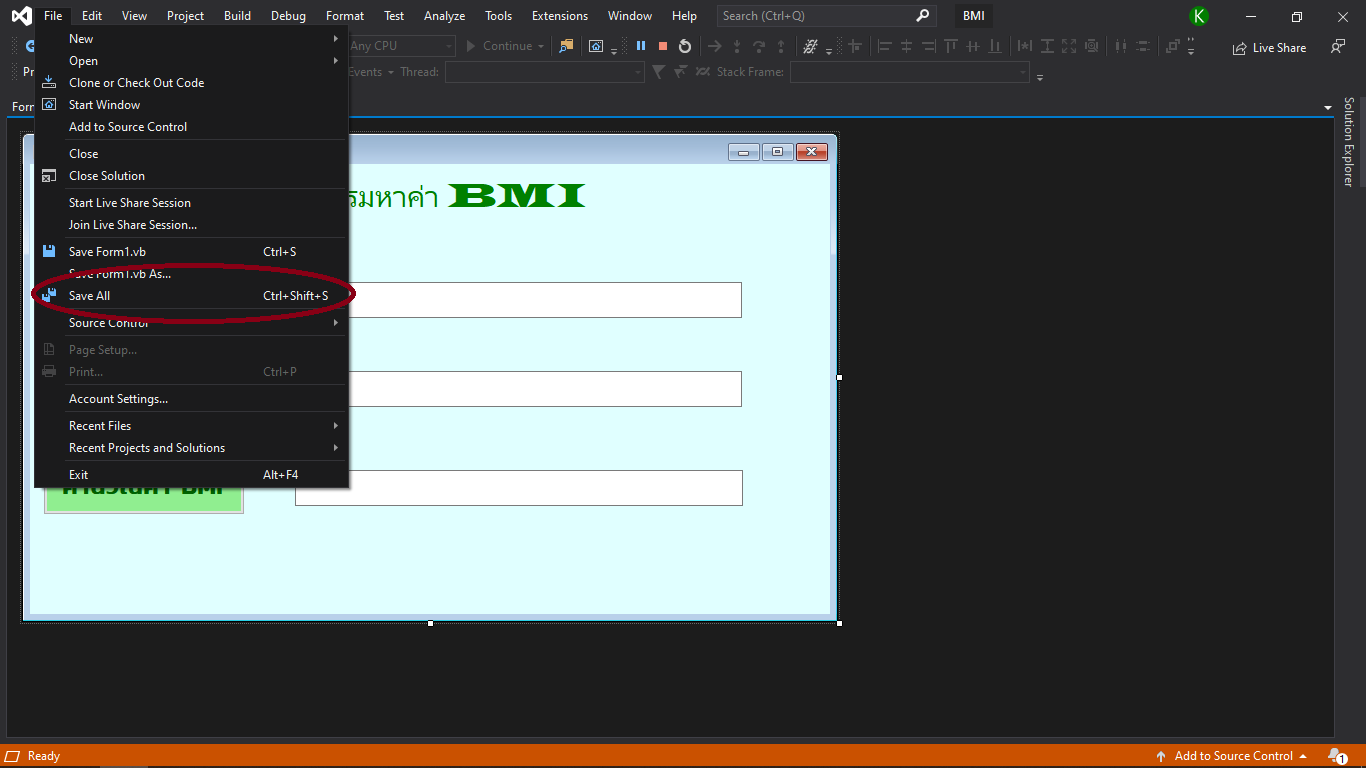 File Edit View Project Build Debug Format Test Analyze Tools Extensions Window Help Search (Ctrl+Q) BMI K
Any CPU Continue Live Share
Events Thread: Stack Frame:
New
Open
Clone or Check Out Code
Start Window
Add to Source Control
Close
Close Solution
Start Live Share Session
Join Live Share Session...
Save Form1.vb Ctrl+S
Save Form1.vb As...
Save All Ctrl+Shift+S
Source Control
Page Setup...
Print... Ctrl+P
Account Settings...
Recent Files
Recent Projects and Solutions
Exit Alt+F4
Solution Explorer
รมหาค่า BMI
BMI
Ready Add to Source Control 1